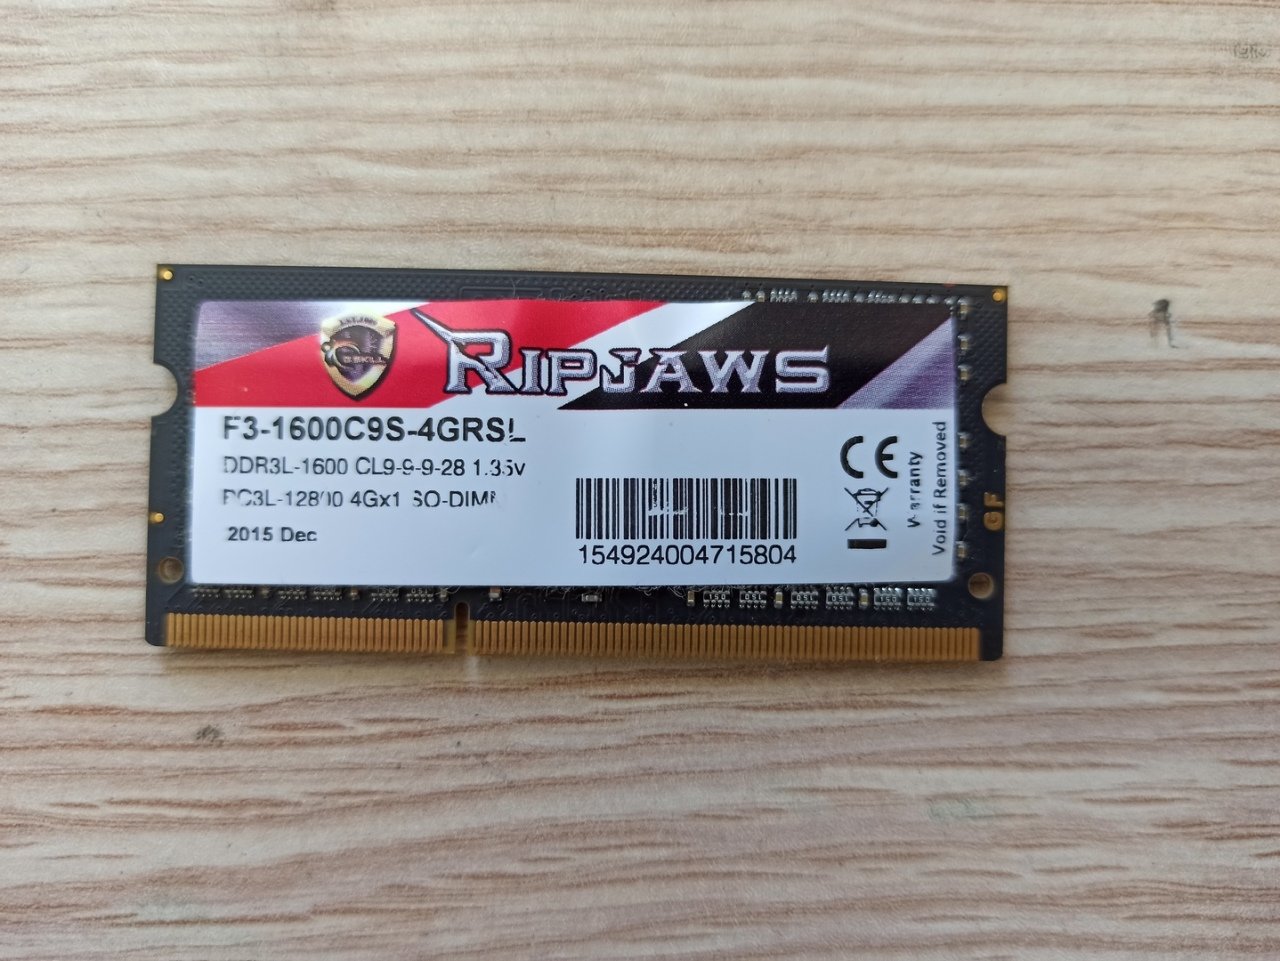 G.SKILL
RIPJAWS
F3-1600C9S-4GRSL
DDR3L-1600 CL9-9-9-28 1.35v
PC3L-12800 4Gx1 SO-DIMM
2015 Dec
154924004715804
CE
Warranty
Void if Removed
GF